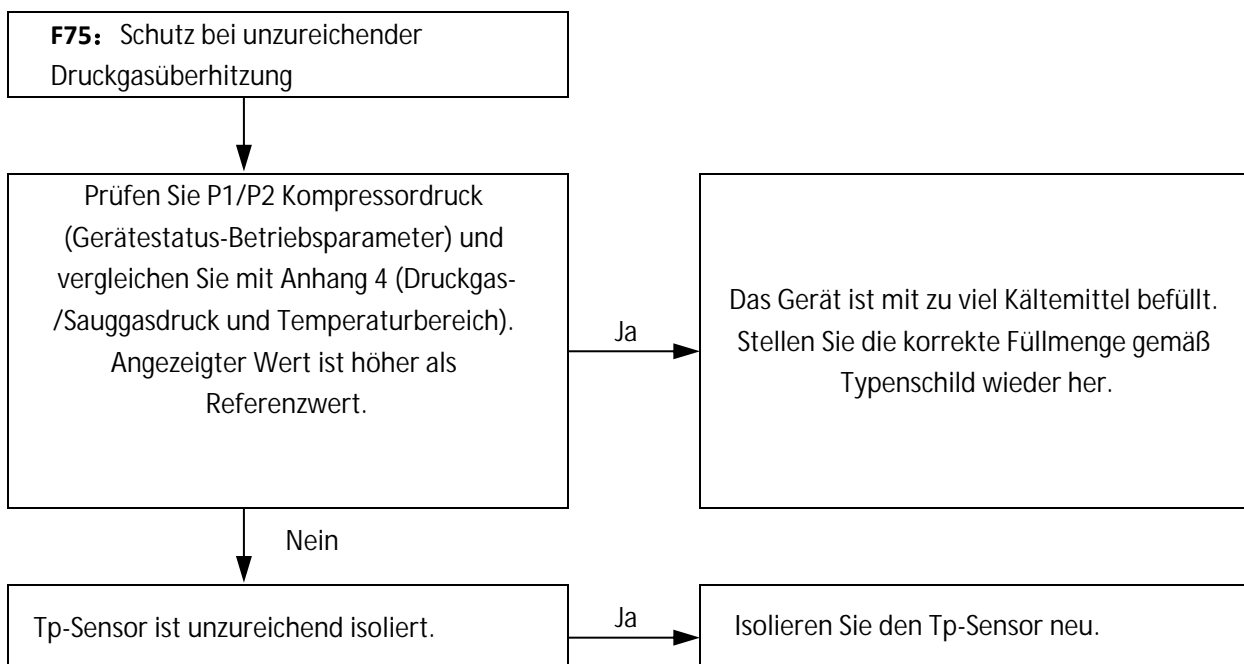 F75：Schutz bei unzureichender
Druckgasüberhitzung
Prüfen Sie P1/P2 Kompressordruck
(Gerätestatus-Betriebsparameter) und
vergleichen Sie mit Anhang 4 (Druckgas-
/Sauggasdruck und Temperaturbereich).
Angezeigter Wert ist höher als
Referenzwert.
Ja
Das Gerät ist mit zu viel Kältemittel befüllt.
Stellen Sie die korrekte Füllmenge gemäß
Typenschild wieder her.
Nein
Tp-Sensor ist unzureichend isoliert.
Ja
Isolieren Sie den Tp-Sensor neu.